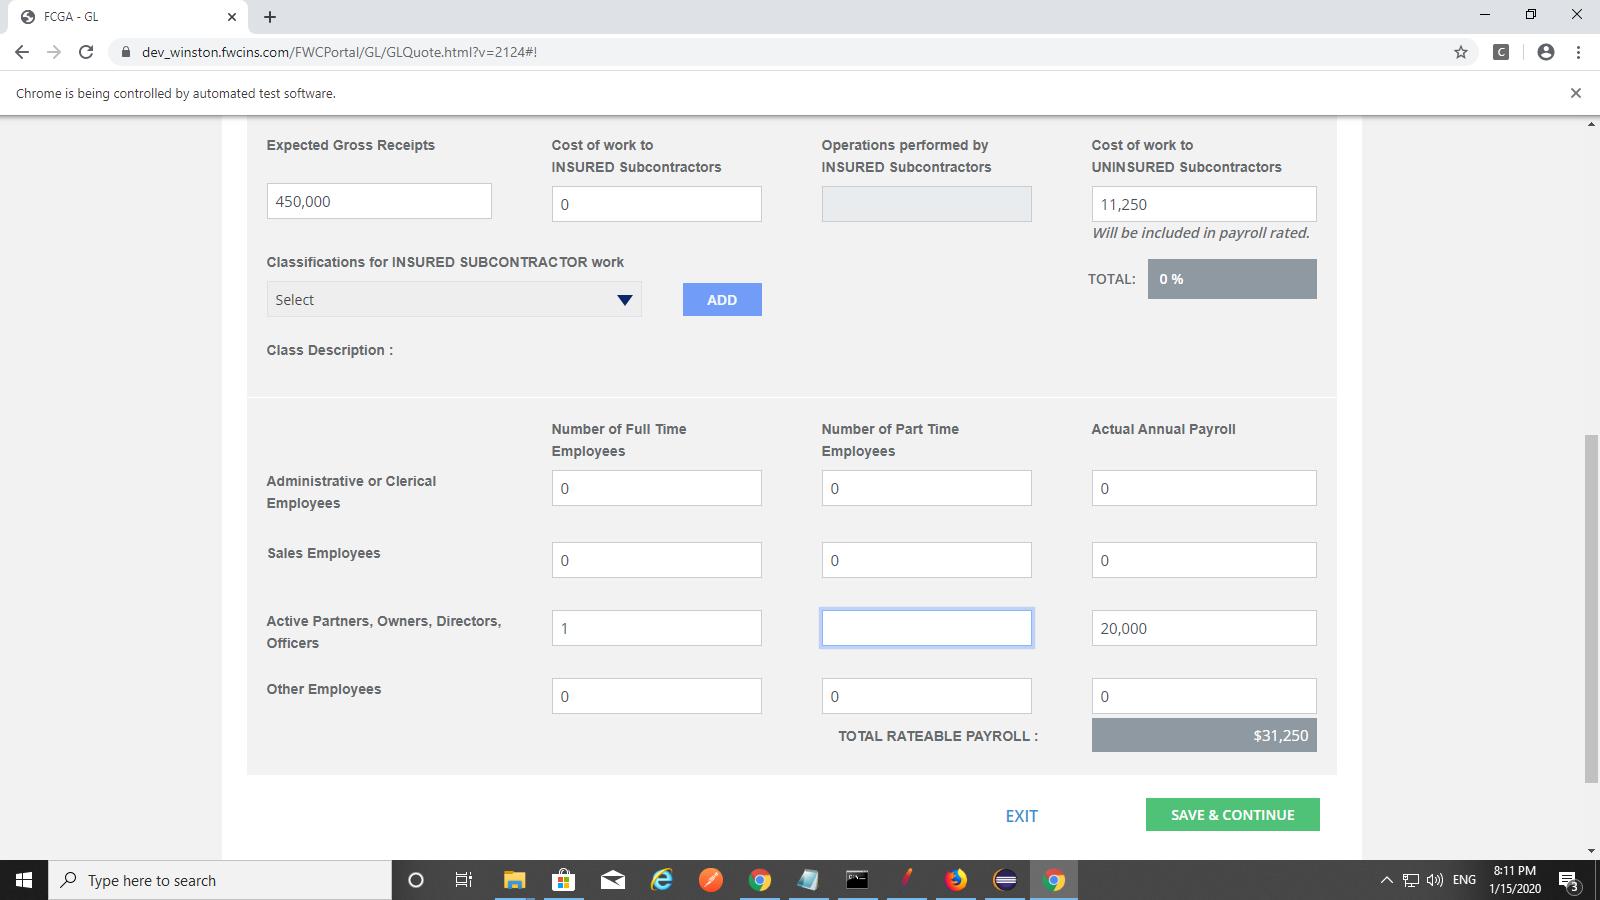 FCGA - GL
dev_winston.fwcins.com/FWCPortal/GL/GLQuote.html?v=2124#!
C
Chrome is being controlled by automated test software.
Expected Gross Receipts
Cost of work to
INSURED Subcontractors
Operations performed by
INSURED Subcontractors
Cost of work to
UNINSURED Subcontractors
450,000
0
11,250
Will be included in payroll rated.
Classifications for INSURED SUBCONTRACTOR work
TOTAL:
0 %
Select
ADD
Class Description :
Number of Full Time
Employees
Number of Part Time
Employees
Actual Annual Payroll
Administrative or Clerical
Employees
0
0
0
Sales Employees
0
0
0
Active Partners, Owners, Directors,
Officers
1
20,000
Other Employees
0
0
0
TOTAL RATEABLE PAYROLL :
$31,250
EXIT
SAVE & CONTINUE
Type here to search
ENG
8:11 PM
1/15/2020
3